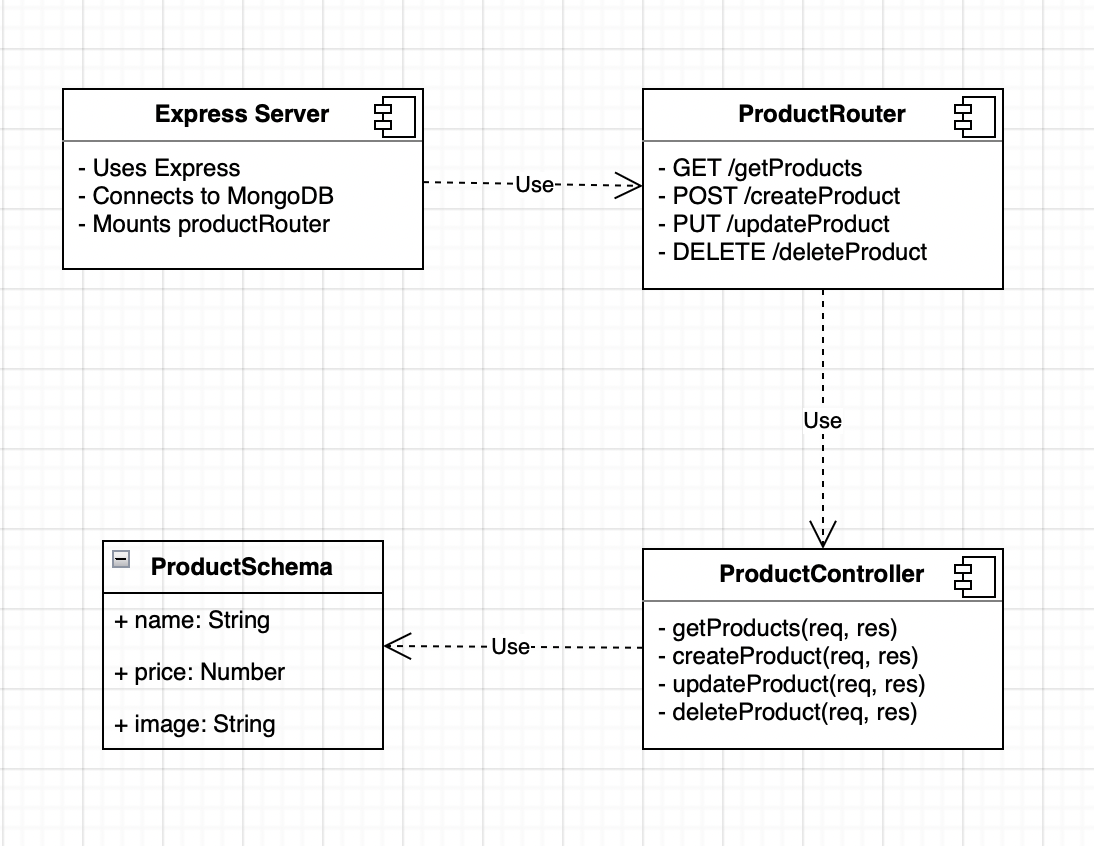 Express Server
- Uses Express
- Connects to MongoDB
- Mounts productRouter
Use
ProductRouter
- GET /getProducts
- POST /createProduct
- PUT /updateProduct
- DELETE /deleteProduct
Use
ProductSchema
+ name: String
+ price: Number
+ image: String
Use
ProductController
- getProducts(req, res)
- createProduct(req, res)
- updateProduct(req, res)
- deleteProduct(req, res)